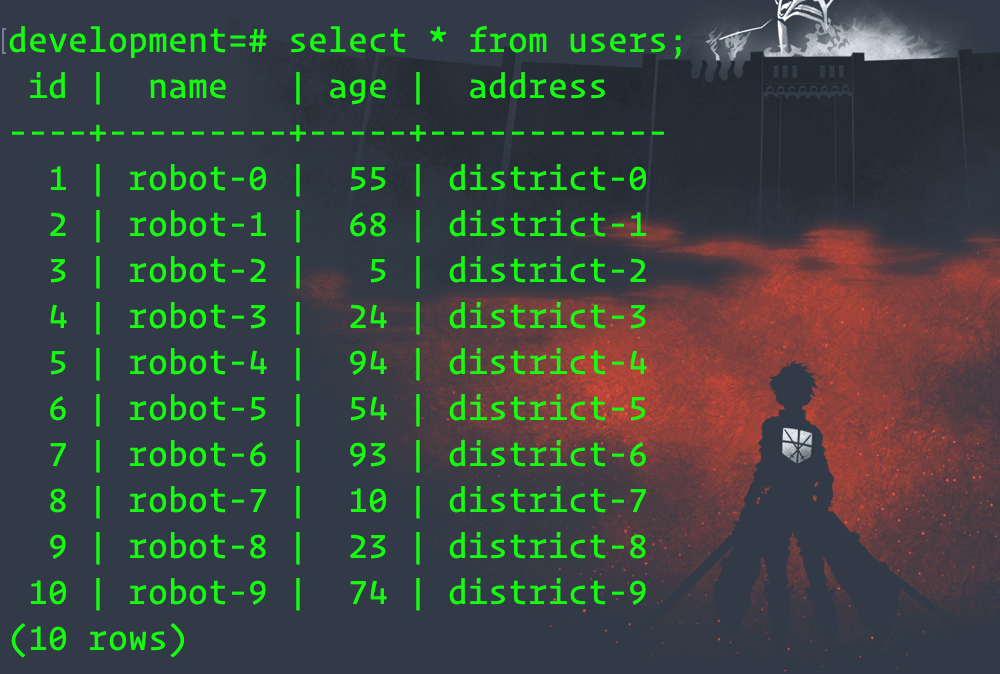 development=# select * from users;
 id |  name   | age |  address
----+---------+-----+------------
  1 | robot-0 |  55 | district-0
  2 | robot-1 |  68 | district-1
  3 | robot-2 |   5 | district-2
  4 | robot-3 |  24 | district-3
  5 | robot-4 |  94 | district-4
  6 | robot-5 |  54 | district-5
  7 | robot-6 |  93 | district-6
  8 | robot-7 |  10 | district-7
  9 | robot-8 |  23 | district-8
 10 | robot-9 |  74 | district-9
(10 rows)